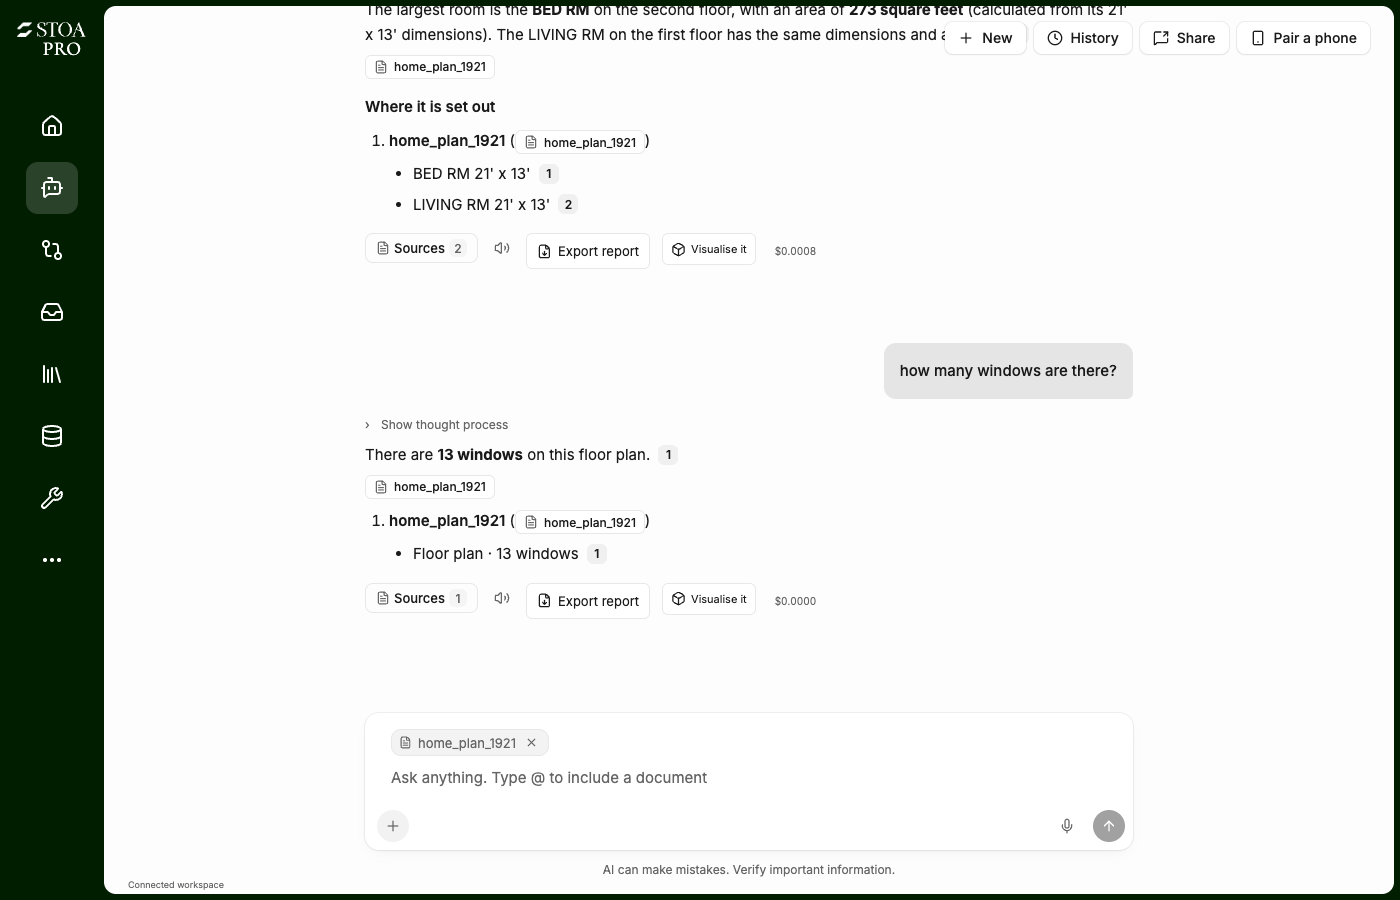 STOA
PRO
The largest room is the BED RM on the second floor, with an area of 273 square feet (calculated from its 21'
x 13' dimensions). The LIVING RM on the first floor has the same dimensions and
New
History
Share
Pair a phone
home_plan_1921
Where it is set out
1. home_plan_1921 ( home_plan_1921 )
• BED RM 21' x 13' 1
• LIVING RM 21' x 13' 2
Sources 2
Export report
Visualise it
$0.0008
how many windows are there?
› Show thought process
There are 13 windows on this floor plan. 1
home_plan_1921
1. home_plan_1921 ( home_plan_1921 )
• Floor plan · 13 windows 1
Sources 1
Export report
Visualise it
$0.0000
home_plan_1921 ×
Ask anything. Type @ to include a document
AI can make mistakes. Verify important information.
Connected workspace